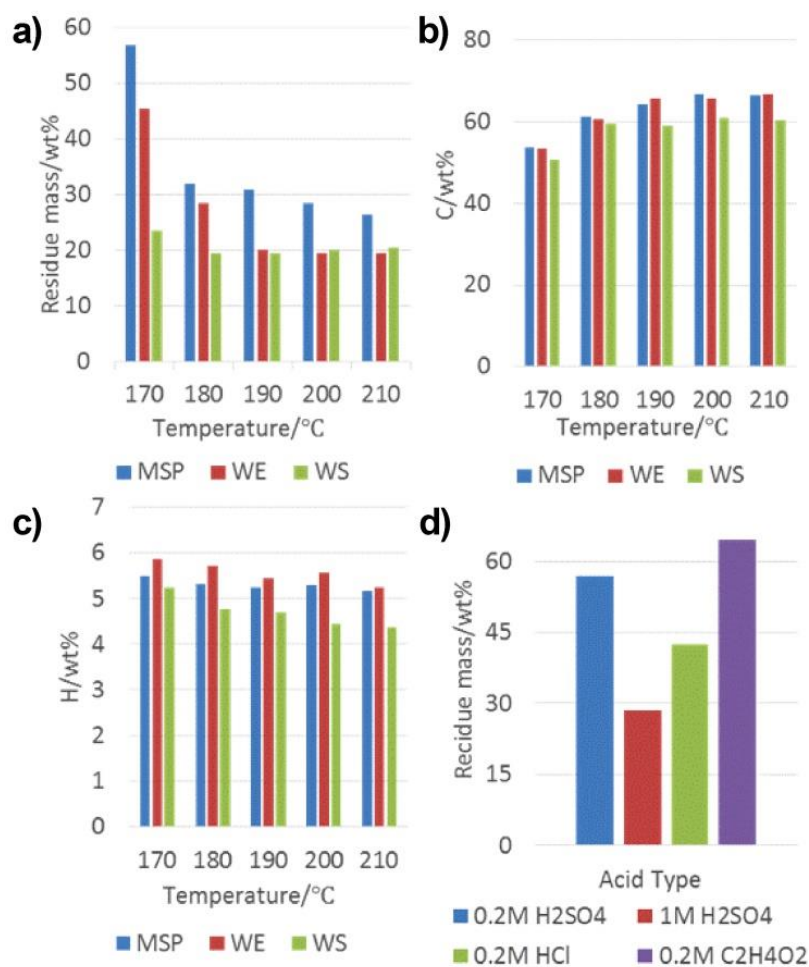 a)
Residue mass/wt%
60
50
40
30
20
10
0
170 180 190 200 210
Temperature/°C
MSP WE WS
b)
C/wt%
80
60
40
20
0
170 180 190 200 210
Temperature/°C
MSP WE WS
c)
H/wt%
7
6
5
4
3
2
1
0
170 180 190 200 210
Temperature/°C
MSP WE WS
d)
Recidue mass/wt%
60
45
30
15
0
Acid Type
0.2M H2SO4 1M H2SO4
0.2M HCl 0.2M C2H4O2